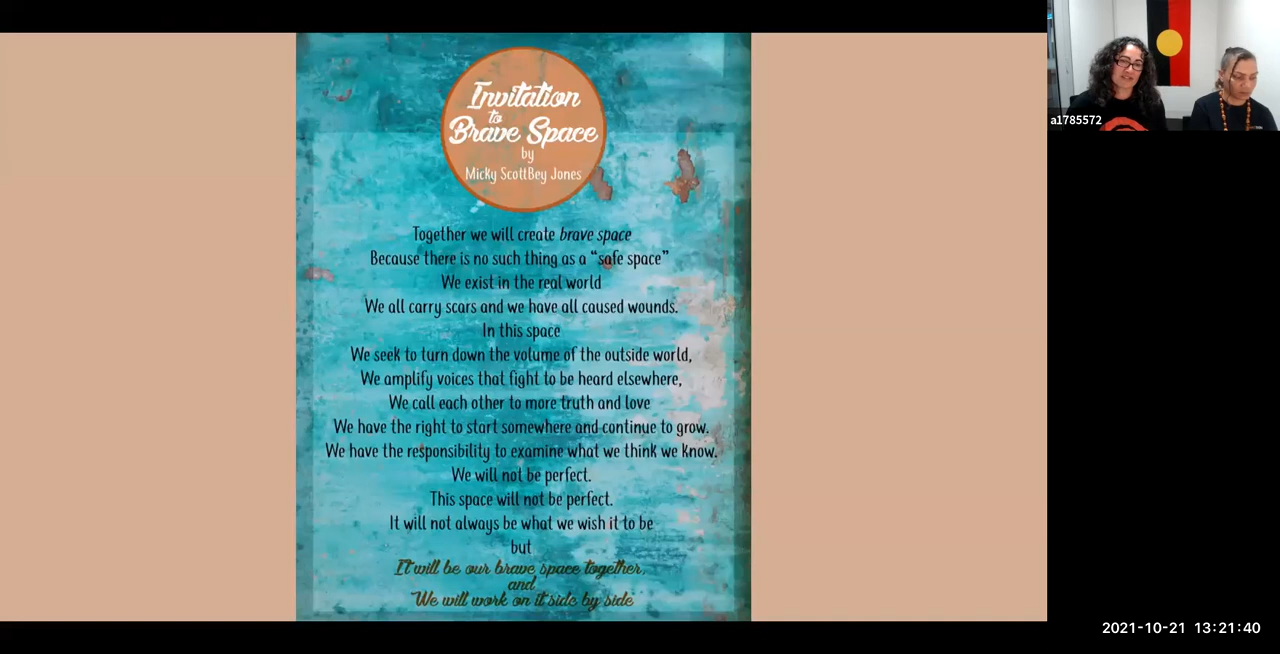 Invitation
to
Brave Space
by
Micky ScottBey Jones
Together we will create brave space
Because there is no such thing as a “safe space”
We exist in the real world
We all carry scars and we have all caused wounds.
In this space
We seek to turn down the volume of the outside world,
We amplify voices that fight to be heard elsewhere,
We call each other to more truth and love
We have the right to start somewhere and continue to grow.
We have the responsibility to examine what we think we know.
We will not be perfect.
This space will not be perfect.
It will not always be what we wish it to be
but
It will be our brave space together,
and
We will work on it side by side
a1785572
2021-10-21 13:21:40